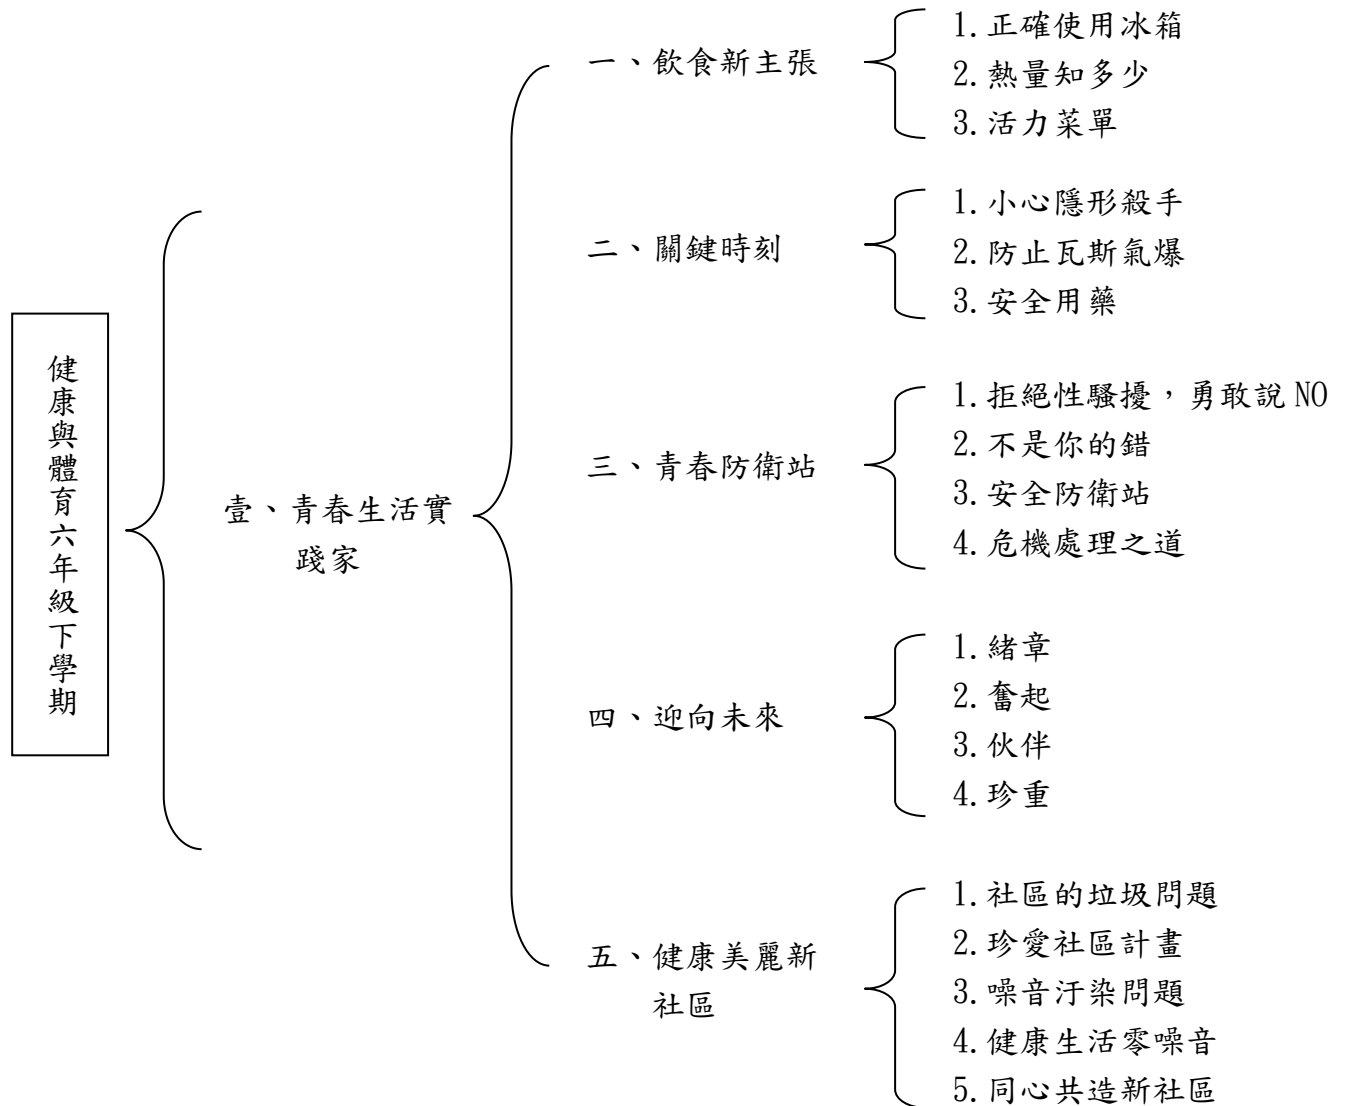 健康與體育六年級下學期
壹、青春生活實
踐家
一、飲食新主張
1.正確使用冰箱
2.熱量知多少
3.活力菜單
二、關鍵時刻
1.小心隱形殺手
2.防止瓦斯氣爆
3.安全用藥
三、青春防衛站
1.拒絕性騷擾，勇敢說 NO
2.不是你的錯
3.安全防衛站
4.危機處理之道
四、迎向未來
1.緒章
2.奮起
3.伙伴
4.珍重
五、健康美麗新
社區
1.社區的垃圾問題
2.珍愛社區計畫
3.噪音汙染問題
4.健康生活零噪音
5.同心共造新社區